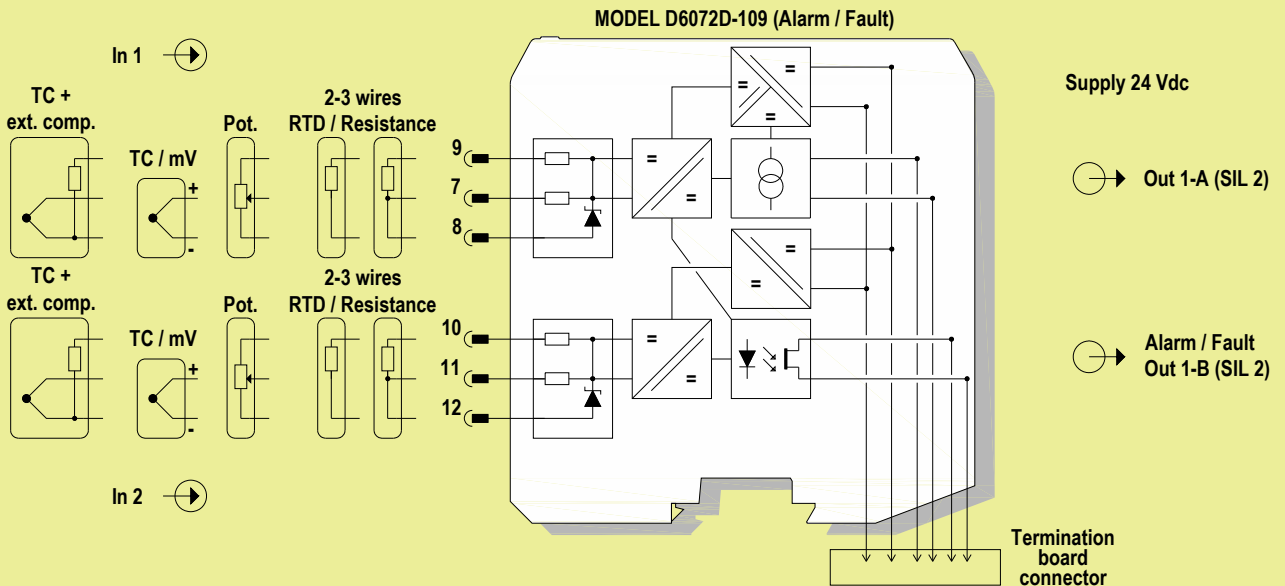 MODEL D6072D-109 (Alarm / Fault)
In 1
Supply 24 Vdc
TC +
ext. comp.
TC / mV
+
-
Pot.
2-3 wires
RTD / Resistance
9
7
8
=
=
=
=
=
Out 1-A (SIL 2)
TC +
ext. comp.
TC / mV
+
-
Pot.
2-3 wires
RTD / Resistance
10
11
12
=
=
=
=
Alarm / Fault
Out 1-B (SIL 2)
In 2
Termination
board
connector